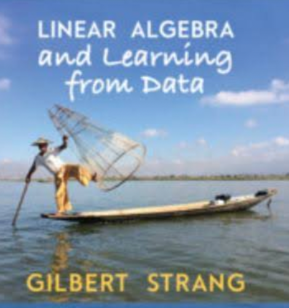 LINEAR ALGEBRA
and Learning
from Data
GILBERT STRANG